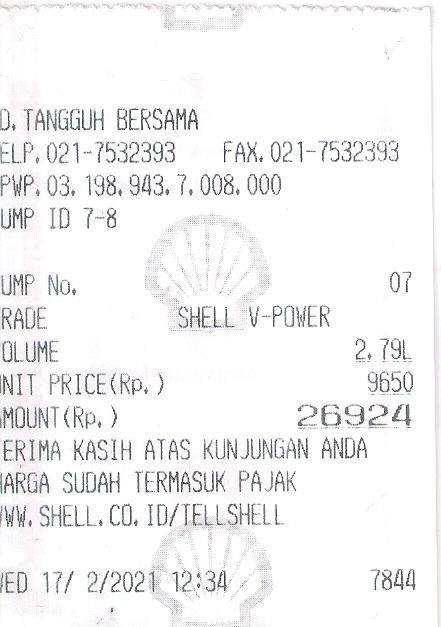 D. TANGGUH BERSAMA
ELP. 021-7532393 FAX. 021-7532393
PWP. 03. 198. 943. 7. 008. 000
UMP ID 7-8
UMP No. 07
RADE SHELL V-POWER
OLUME 2. 79L
NIT PRICE(Rp. ) 9650
MOUNT(Rp. ) 26924
ERIMA KASIH ATAS KUNJUNGAN ANDA
HARGA SUDAH TERMASUK PAJAK
WW. SHELL. CO. ID/TELLSHELL
ED 17/ 2/2021 12:34 7844